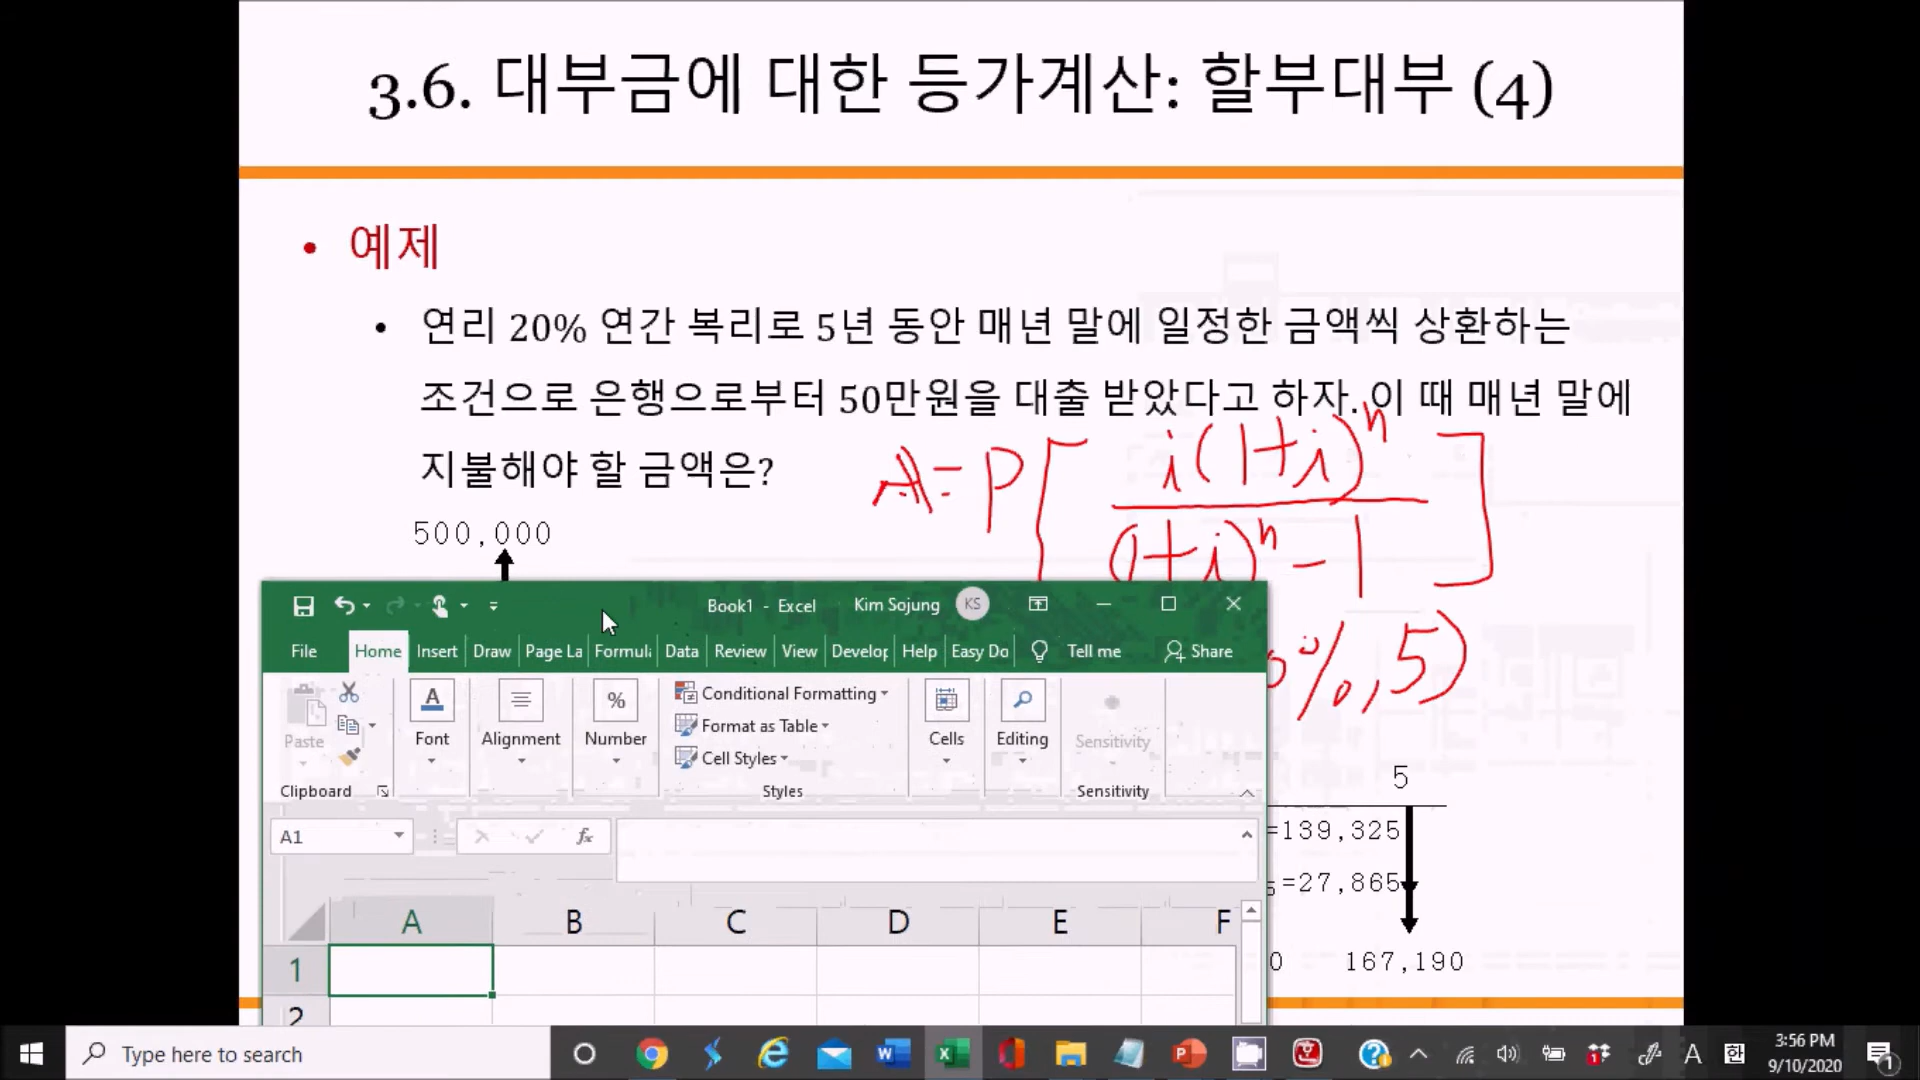 3.6. 대부금에 대한 등가계산: 할부대부 (4)
• 예제
• 연리 20% 연간 복리로 5년 동안 매년 말에 일정한 금액씩 상환하는
조건으로 은행으로부터 50만원을 대출 받았다고 하자. 이 때 매년 말에
지불해야 할 금액은?
A = P [ i(1+i)^n / (1+i)^n - 1 ]
500,000
Book1 - Excel Kim Sojung KS
File Home Insert Draw Page La Formula Data Review View Develop Help Easy Do Tell me Share
0%, 5)
Paste
Font
Alignment
%
Number
Conditional Formatting
Format as Table
Cell Styles
Cells
Editing
Sensitivity
Clipboard
Styles
Sensitivity
5
A1
fx
=139,325
=27,865
A B C D E F
1
0 167,190
2
Type here to search
A 한
3:56 PM
9/10/2020
1